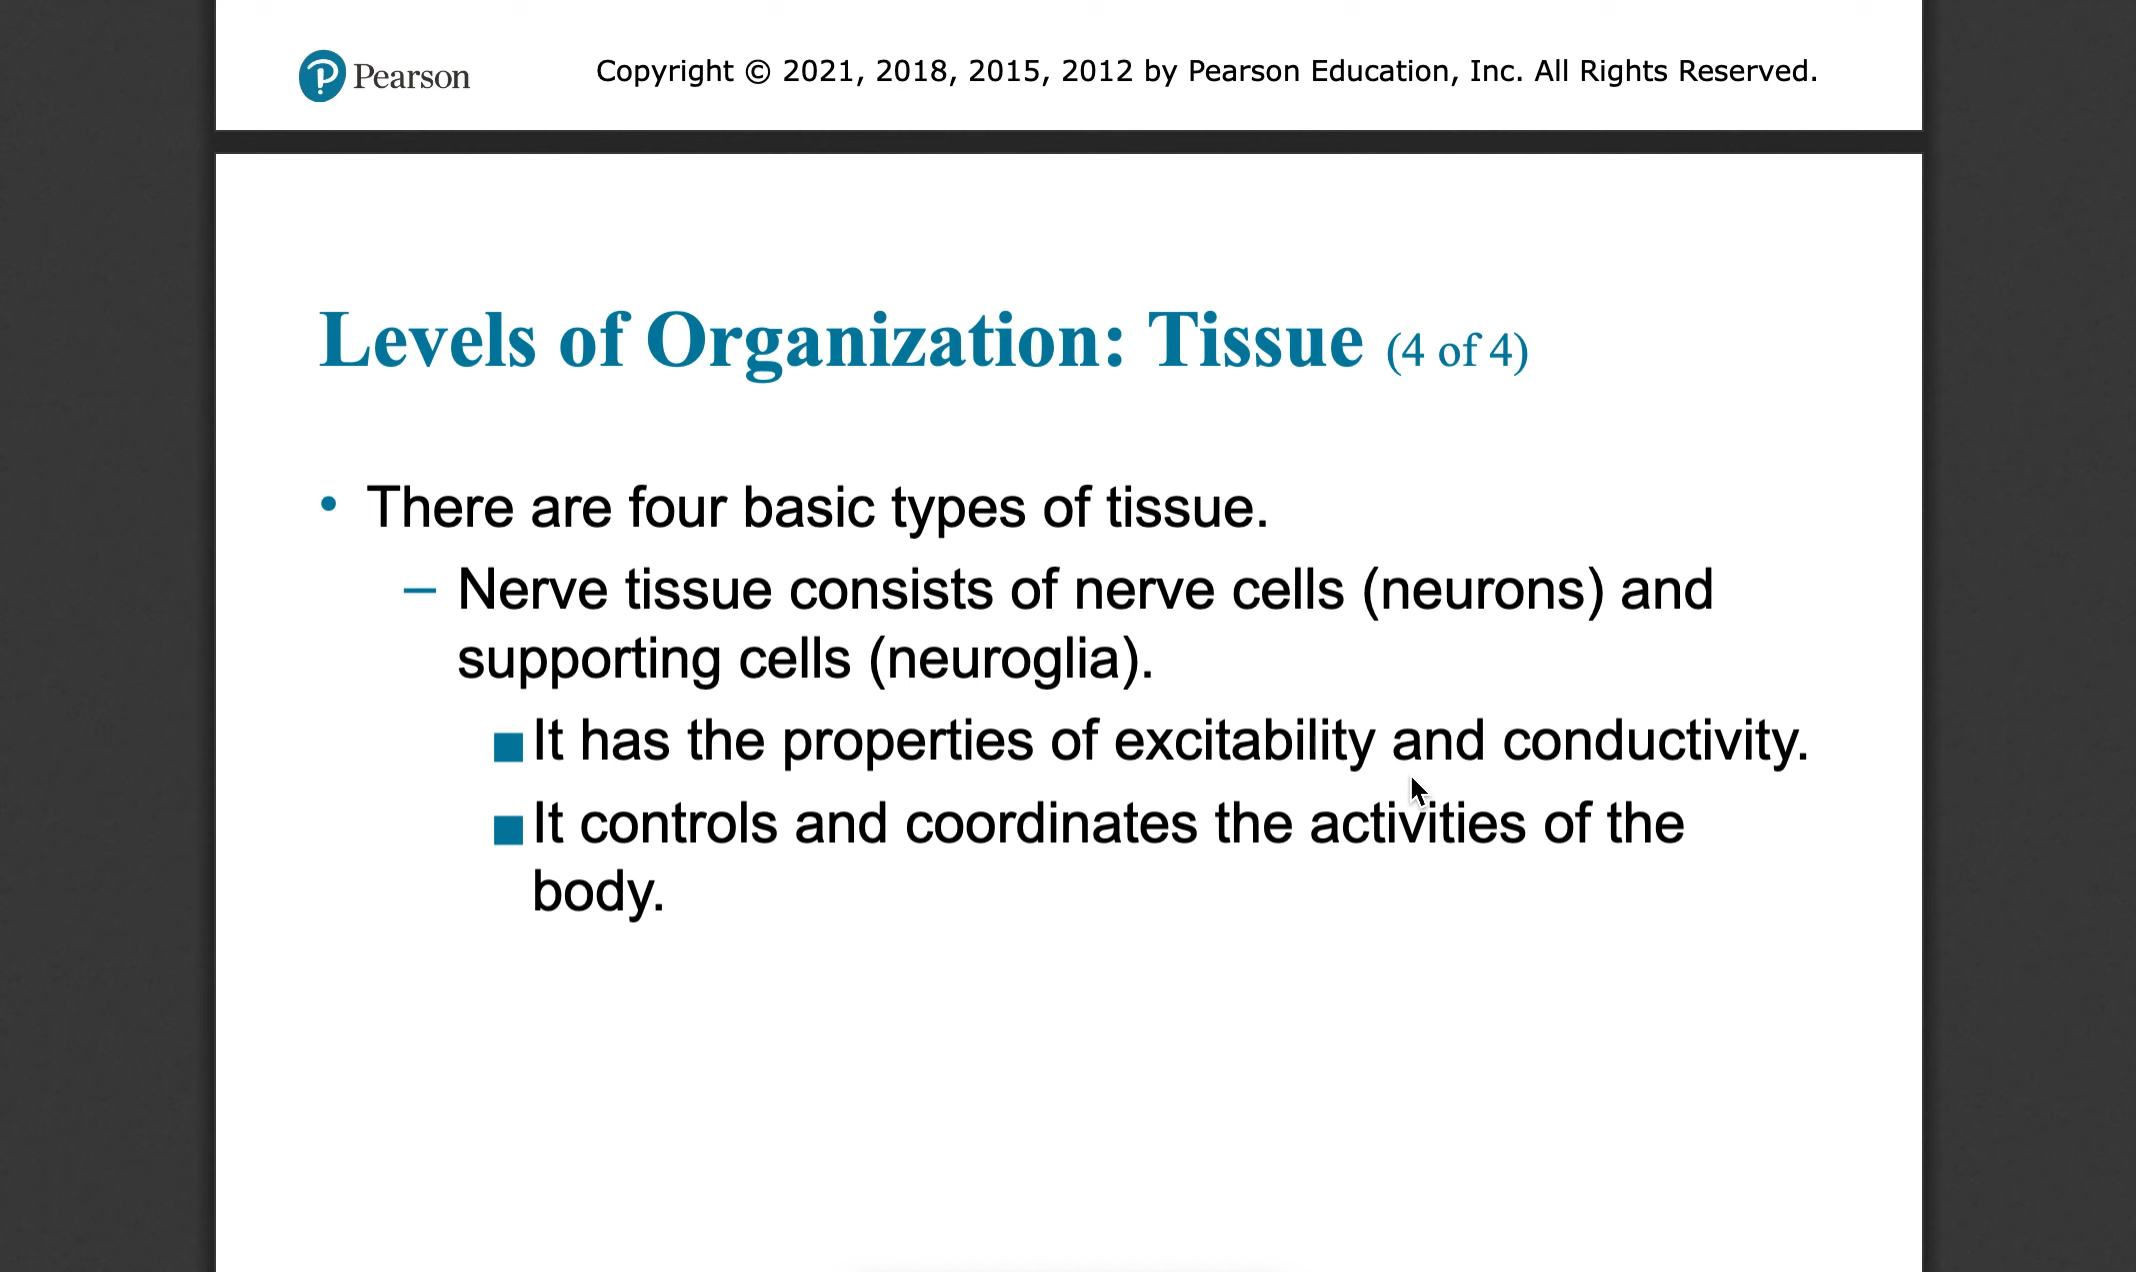 Pearson
Copyright © 2021, 2018, 2015, 2012 by Pearson Education, Inc. All Rights Reserved.
Levels of Organization: Tissue (4 of 4)
• There are four basic types of tissue.
– Nerve tissue consists of nerve cells (neurons) and
supporting cells (neuroglia).
■ It has the properties of excitability and conductivity.
■ It controls and coordinates the activities of the
body.